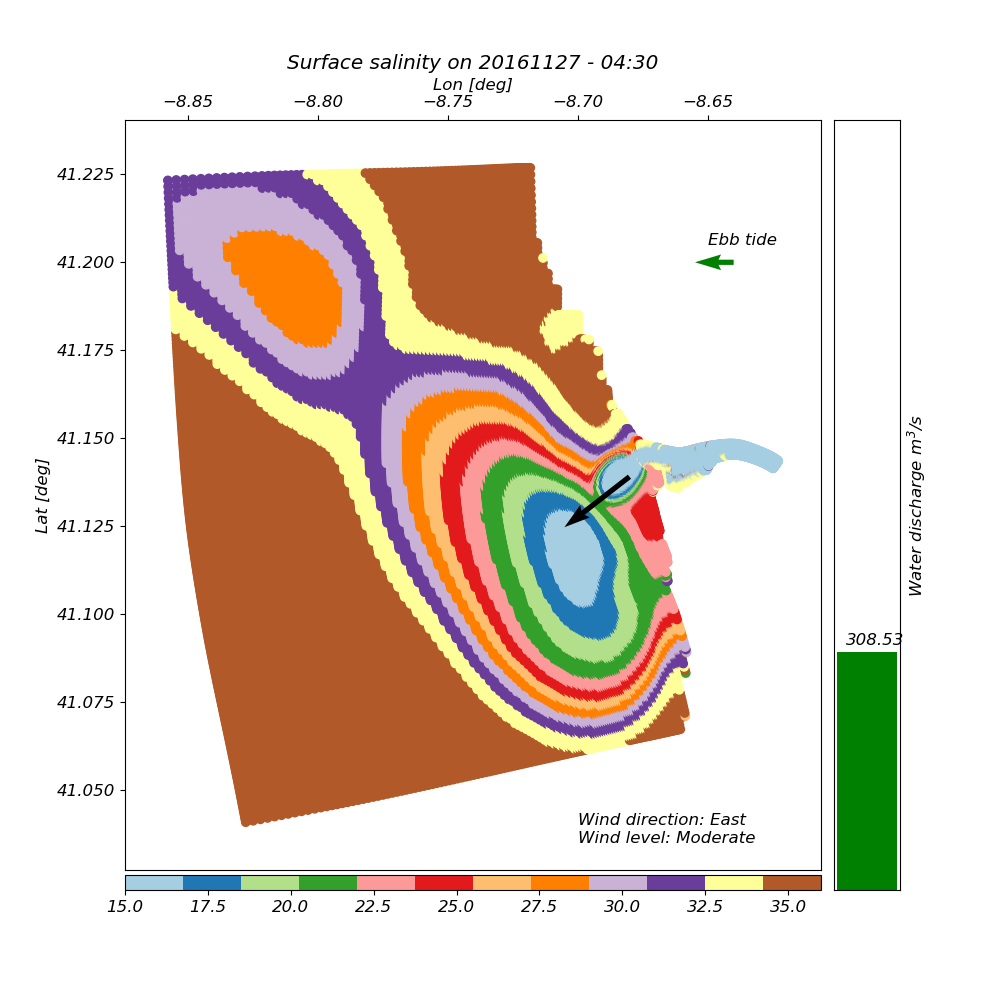 Surface salinity on 20161127 - 04:30
Lon [deg]
−8.85 −8.80 −8.75 −8.70 −8.65
41.225
41.200
41.175
41.150
41.125
41.100
41.075
41.050
Lat [deg]
Ebb tide
Wind direction: East
Wind level: Moderate
15.0 17.5 20.0 22.5 25.0 27.5 30.0 32.5 35.0
308.53
Water discharge m³/s